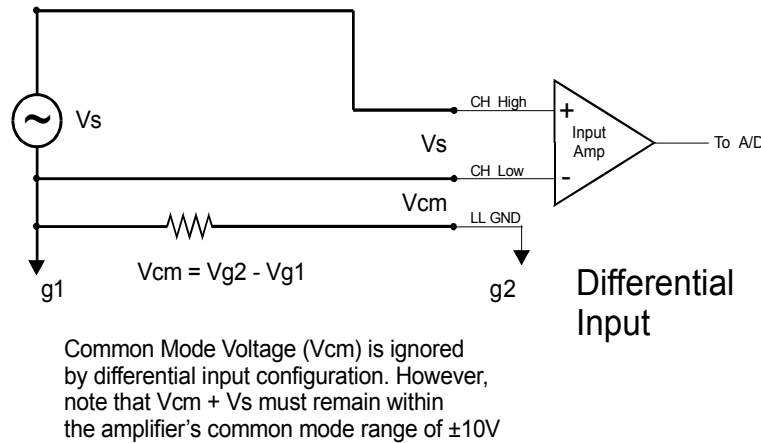 Vs
CH High
+
Input
Amp
To A/D
Vs
CH Low
-
Vcm
LL GND
Vcm = Vg2 - Vg1
g1
g2
Differential
Input
Common Mode Voltage (Vcm) is ignored
by differential input configuration. However,
note that Vcm + Vs must remain within
the amplifier's common mode range of ±10V